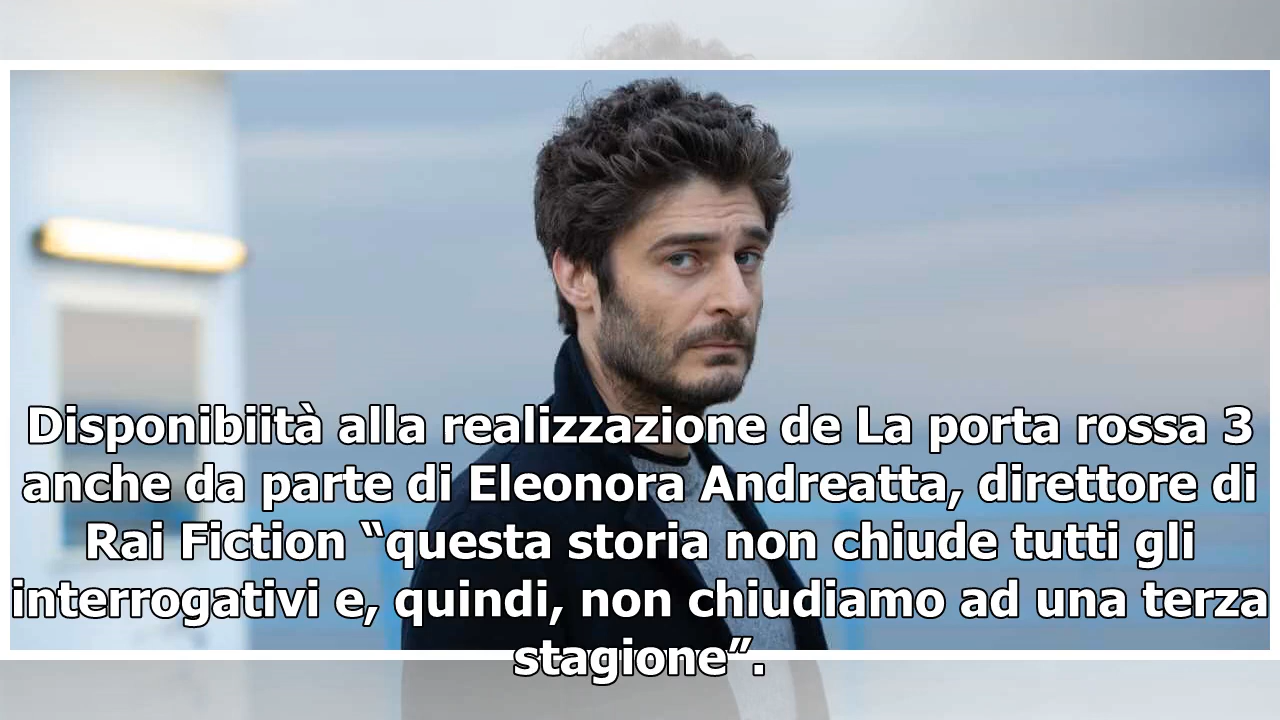 Disponibiità alla realizzazione de La porta rossa 3
anche da parte di Eleonora Andreatta, direttore di
Rai Fiction “questa storia non chiude tutti gli
interrogativi e, quindi, non chiudiamo ad una terza
stagione”.